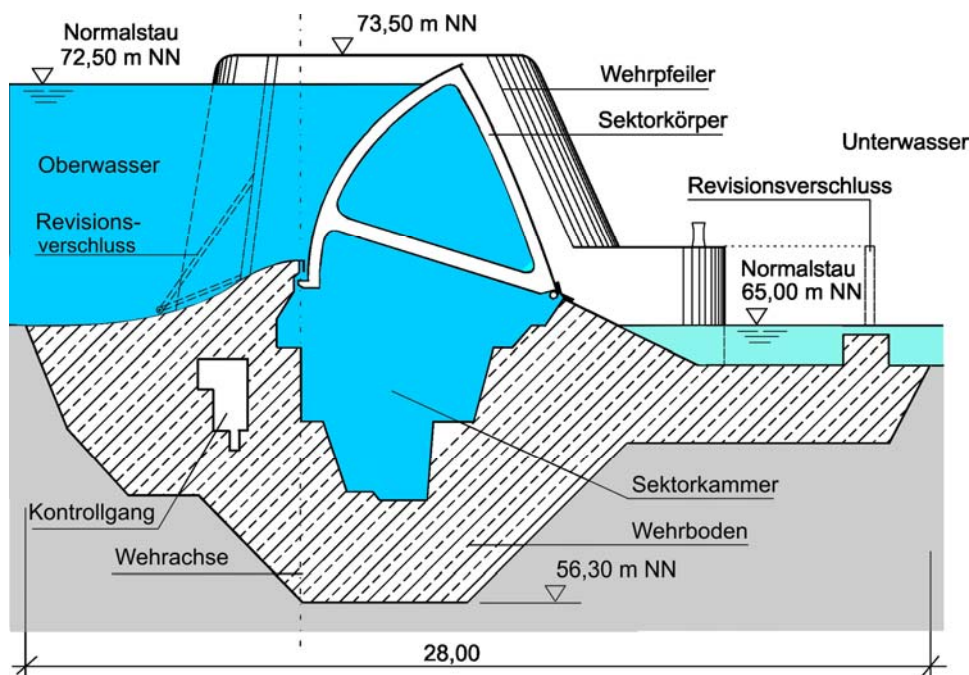 Normalstau
72,50 m NN
73,50 m NN
Wehrpfeiler
Sektorkörper
Unterwasser
Oberwasser
Revisionsverschluss
Revisions-
verschluss
Normalstau
65,00 m NN
Sektorkammer
Kontrollgang
Wehrboden
Wehrachse
56,30 m NN
28,00